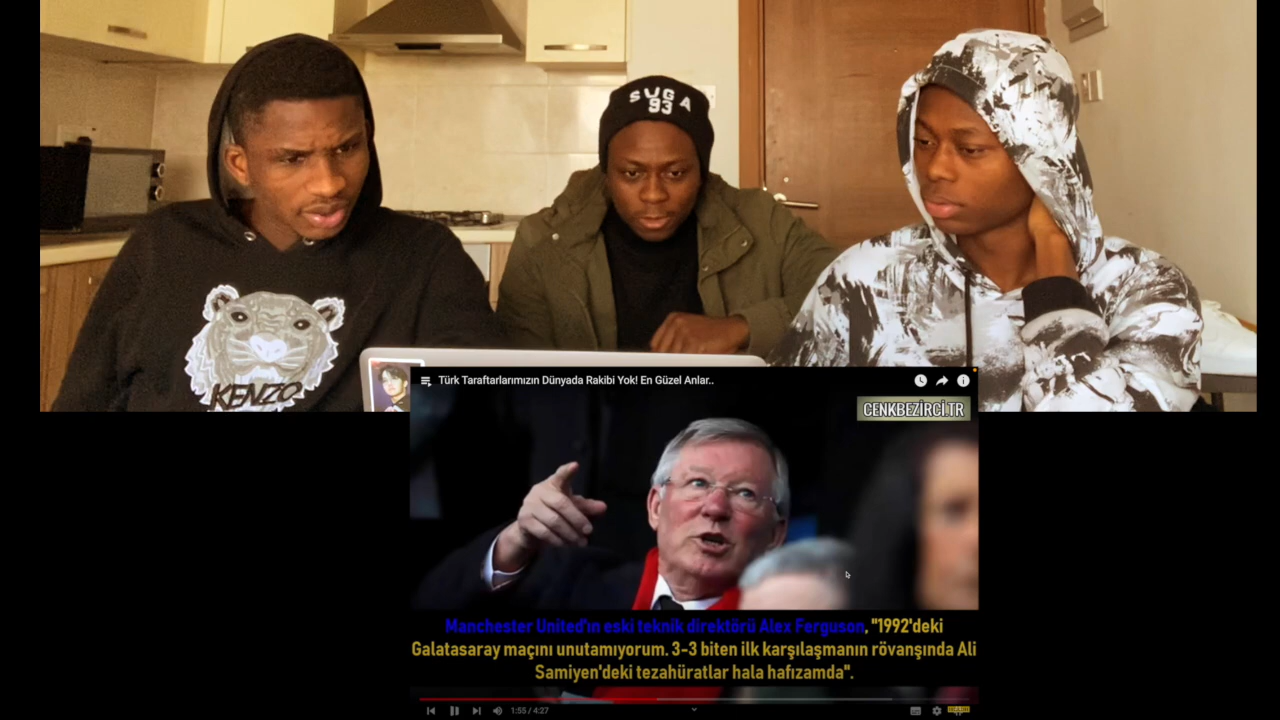 SUGA
93
KENZO
Türk Taraftarlarımızın Dünyada Rakibi Yok! En Güzel Anlar..
CENKBEZİRCİ.TR
Manchester United'ın eski teknik direktörü Alex Ferguson, "1992'deki
Galatasaray maçını unutamıyorum. 3-3 biten ilk karşılaşmanın rövanşında Ali
Samiyen'deki tezahüratlar hala hafızamda".
1:55 / 4:27